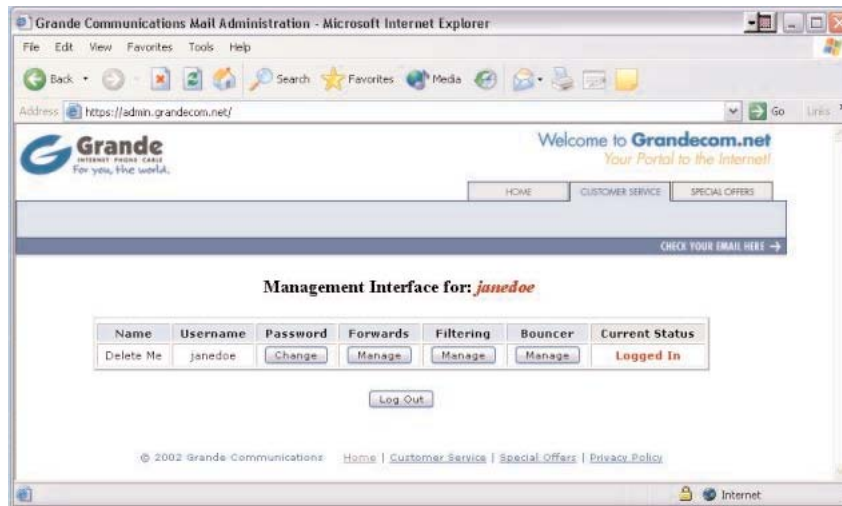 Grande Communications Mail Administration - Microsoft Internet Explorer
File Edit View Favorites Tools Help
Back Search Favorites Media
Address https://admin.grandecom.net/ Go Links
Grande
INTERNET PHONE CABLE
For you, the world.
Welcome to Grandecom.net
Your Portal to the Internet!
HOME CUSTOMER SERVICE SPECIAL OFFERS
CHECK YOUR EMAIL HERE →
Management Interface for: janedoe
Name Username Password Forwards Filtering Bouncer Current Status
Delete Me janedoe Change Manage Manage Manage Logged In
Log Out
© 2002 Grande Communications Home | Customer Service | Special Offers | Privacy Policy
Internet